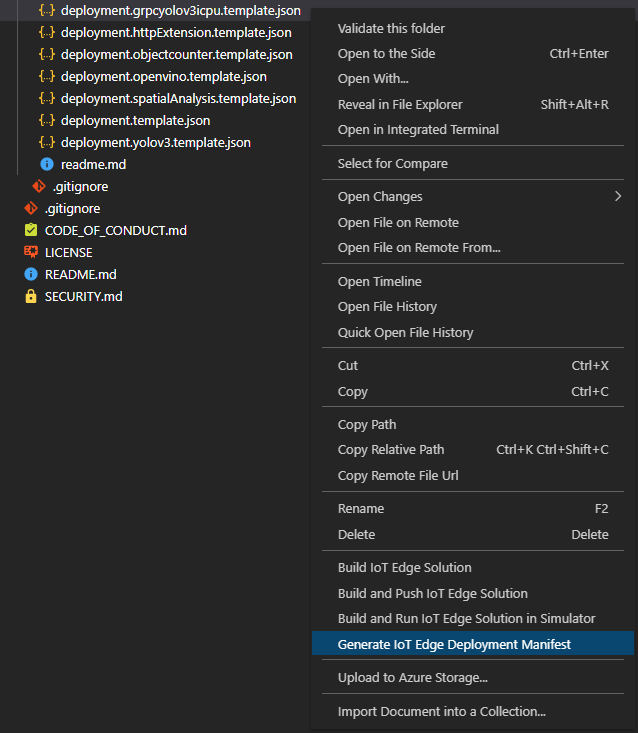 deployment.grpcyolov3icpu.template.json
deployment.httpExtension.template.json
deployment.objectcounter.template.json
deployment.openvino.template.json
deployment.spatialAnalysis.template.json
deployment.template.json
deployment.yolov3.template.json
readme.md
.gitignore
.gitignore
CODE_OF_CONDUCT.md
LICENSE
README.md
SECURITY.md
Validate this folder
Open to the Side Ctrl+Enter
Open With...
Reveal in File Explorer Shift+Alt+R
Open in Integrated Terminal
Select for Compare
Open Changes
Open File on Remote
Open File on Remote From...
Open Timeline
Open File History
Quick Open File History
Cut Ctrl+X
Copy Ctrl+C
Copy Path
Copy Relative Path Ctrl+K Ctrl+Shift+C
Copy Remote File Url
Rename F2
Delete Delete
Build IoT Edge Solution
Build and Push IoT Edge Solution
Build and Run IoT Edge Solution in Simulator
Generate IoT Edge Deployment Manifest
Upload to Azure Storage...
Import Document into a Collection...